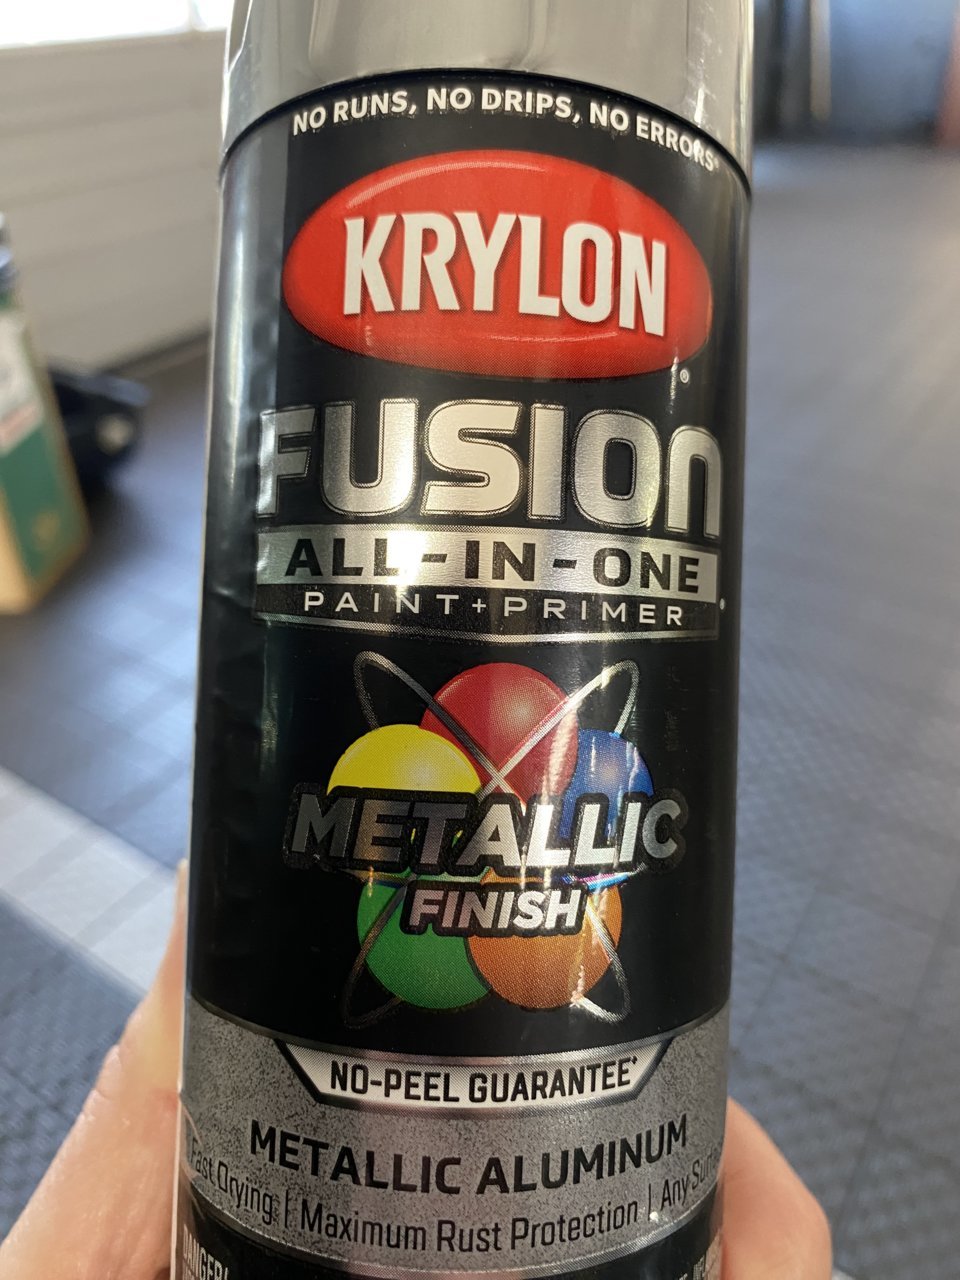 NO RUNS, NO DRIPS, NO ERRORS®
KRYLON®
FUSION
ALL-IN-ONE®
PAINT+PRIMER
METALLIC
FINISH
NO-PEEL GUARANTEE*
METALLIC ALUMINUM
Fast Drying | Maximum Rust Protection | Any
DANGER!